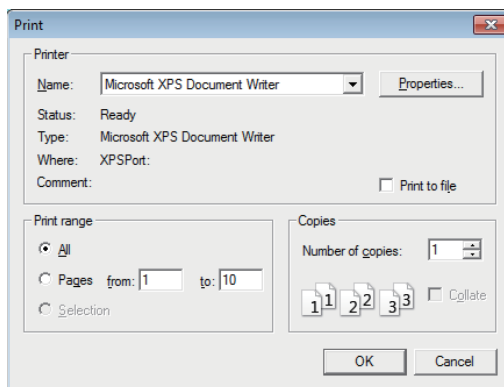 Print
Printer
Name: Microsoft XPS Document Writer Properties...
Status: Ready
Type: Microsoft XPS Document Writer
Where: XPSPort:
Comment: Print to file
Print range
All
Pages from: 1 to: 10
Selection
Copies
Number of copies: 1
1 1 2 2 3 3 Collate
OK Cancel